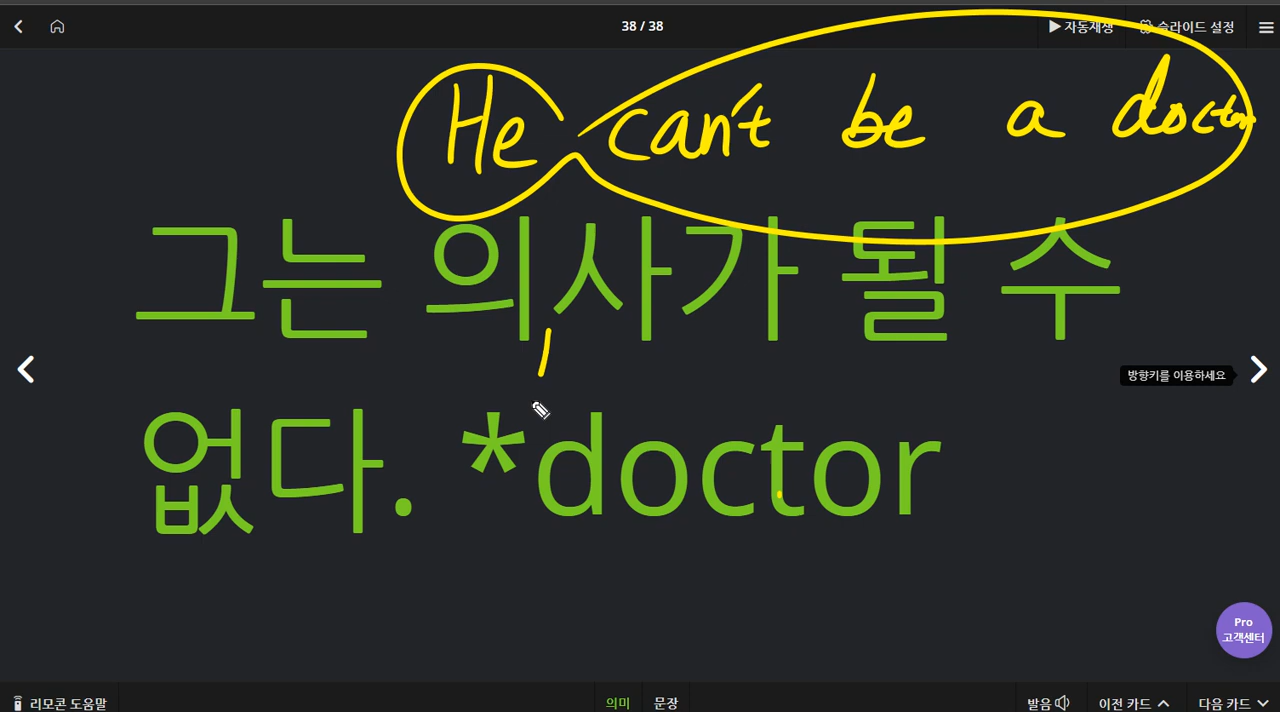 38 / 38
▶ 자동재생
슬라이드 설정
He can't be a doctor
그는 의사가 될 수
방향키를 이용하세요
없다. *doctor
Pro
고객센터
리모콘 도움말
의미
문장
발음
이전 카드
다음 카드